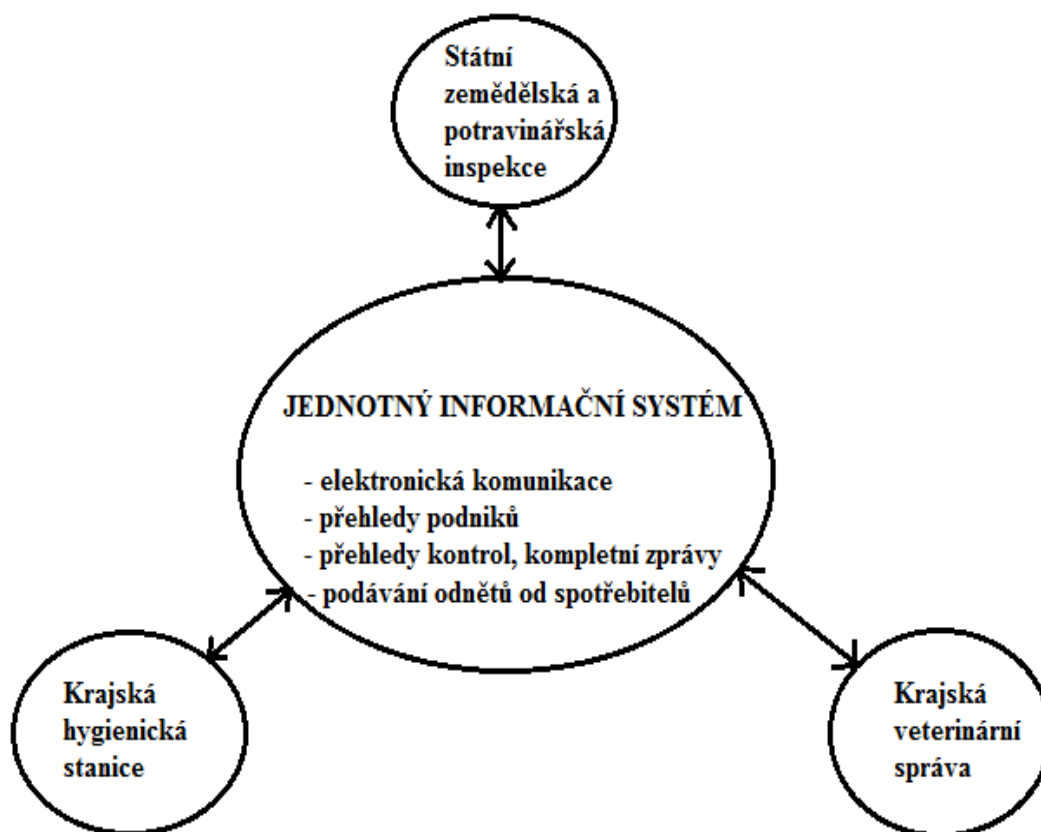 Státní
zemědělská a
potravinářská
inspekce
JEDNOTNÝ INFORMAČNÍ SYSTÉM
- elektronická komunikace
- přehledy podniků
- přehledy kontrol, kompletní zprávy
- podávání odnětů od spotřebitelů
Krajská
hygienická
stanice
Krajská
veterinární
správa